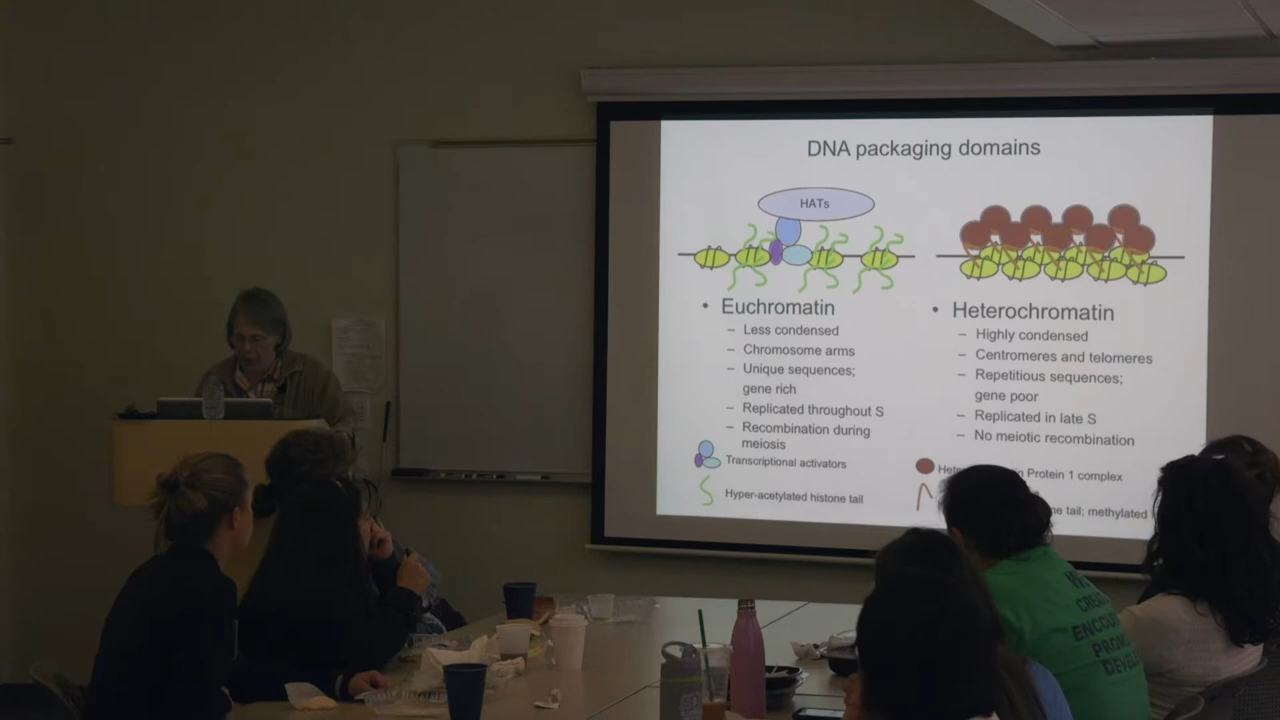 DNA packaging domains
HATs
• Euchromatin
– Less condensed
– Chromosome arms
– Unique sequences;
gene rich
– Replicated throughout S
– Recombination during
meiosis
Transcriptional activators
Hyper-acetylated histone tail
• Heterochromatin
– Highly condensed
– Centromeres and telomeres
– Repetitious sequences;
gene poor
– Replicated in late S
– No meiotic recombination
Protein 1 complex
tail; methylated